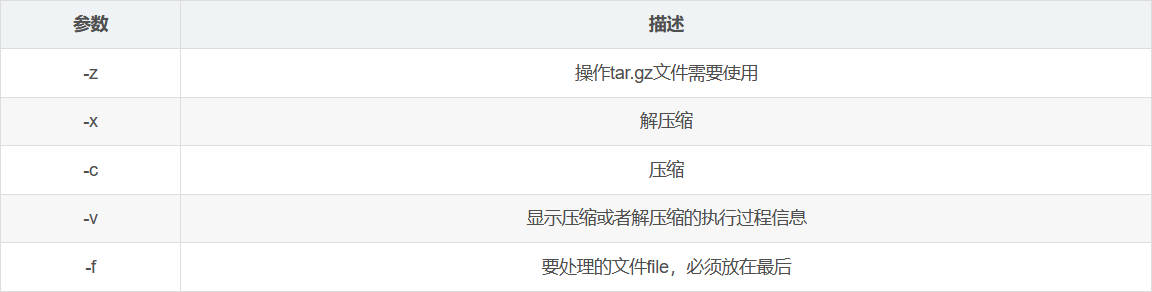 参数 描述
-z 操作tar.gz文件需要使用
-x 解压缩
-c 压缩
-v 显示压缩或者解压缩的执行过程信息
-f 要处理的文件file，必须放在最后